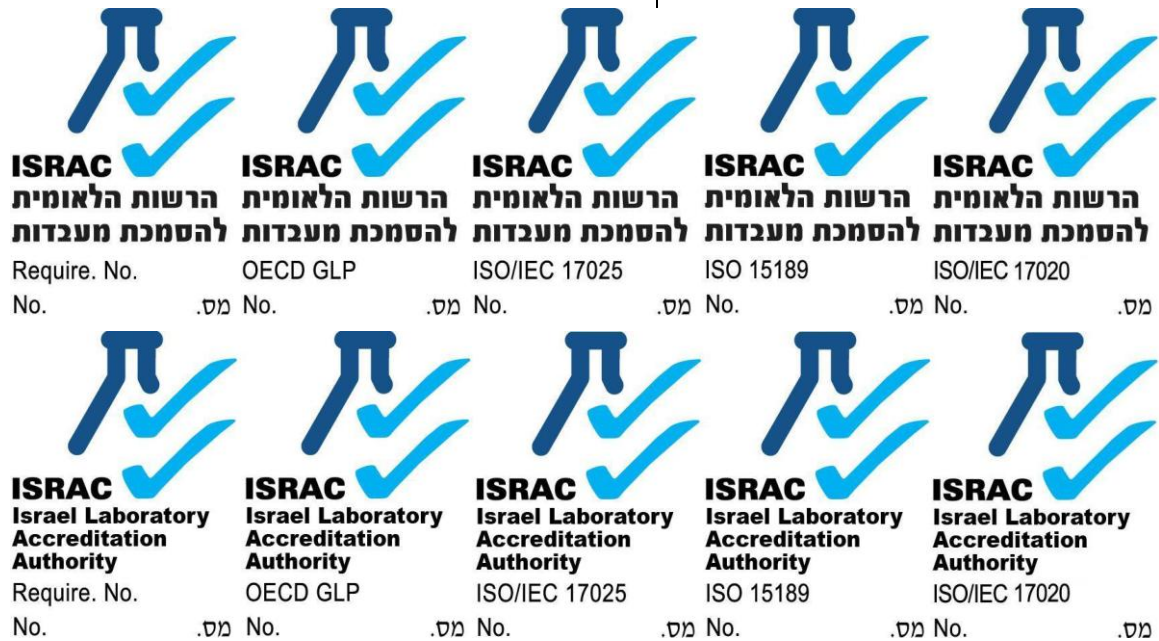 ISRAC
הרשות הלאומית
להסמכת מעבדות
Require. No.
No. מס.
ISRAC
הרשות הלאומית
להסמכת מעבדות
OECD GLP
No. מס.
ISRAC
הרשות הלאומית
להסמכת מעבדות
ISO/IEC 17025
No. מס.
ISRAC
הרשות הלאומית
להסמכת מעבדות
ISO 15189
No. מס.
ISRAC
הרשות הלאומית
להסמכת מעבדות
ISO/IEC 17020
No. מס.
ISRAC
Israel Laboratory
Accreditation
Authority
Require. No.
No. מס.
ISRAC
Israel Laboratory
Accreditation
Authority
OECD GLP
No. מס.
ISRAC
Israel Laboratory
Accreditation
Authority
ISO/IEC 17025
No. מס.
ISRAC
Israel Laboratory
Accreditation
Authority
ISO 15189
No. מס.
ISRAC
Israel Laboratory
Accreditation
Authority
ISO/IEC 17020
No. מס.